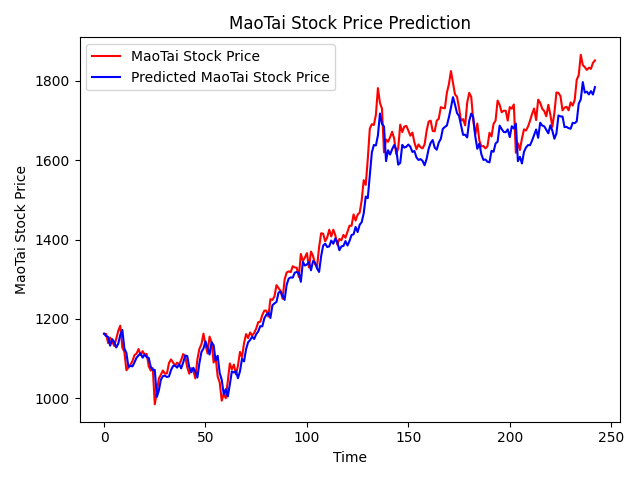 MaoTai Stock Price Prediction
MaoTai Stock Price
Predicted MaoTai Stock Price
MaoTai Stock Price
1800
1600
1400
1200
1000
0
50
100
150
200
250
Time